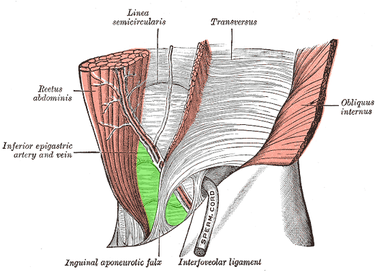 Linea
semicircularis
Transversus
Rectus
abdominis
Obliquus
internus
Inferior epigastric
artery and vein
SPERM. CORD
Inguinal aponeurotic falx
Interfoveolar ligament